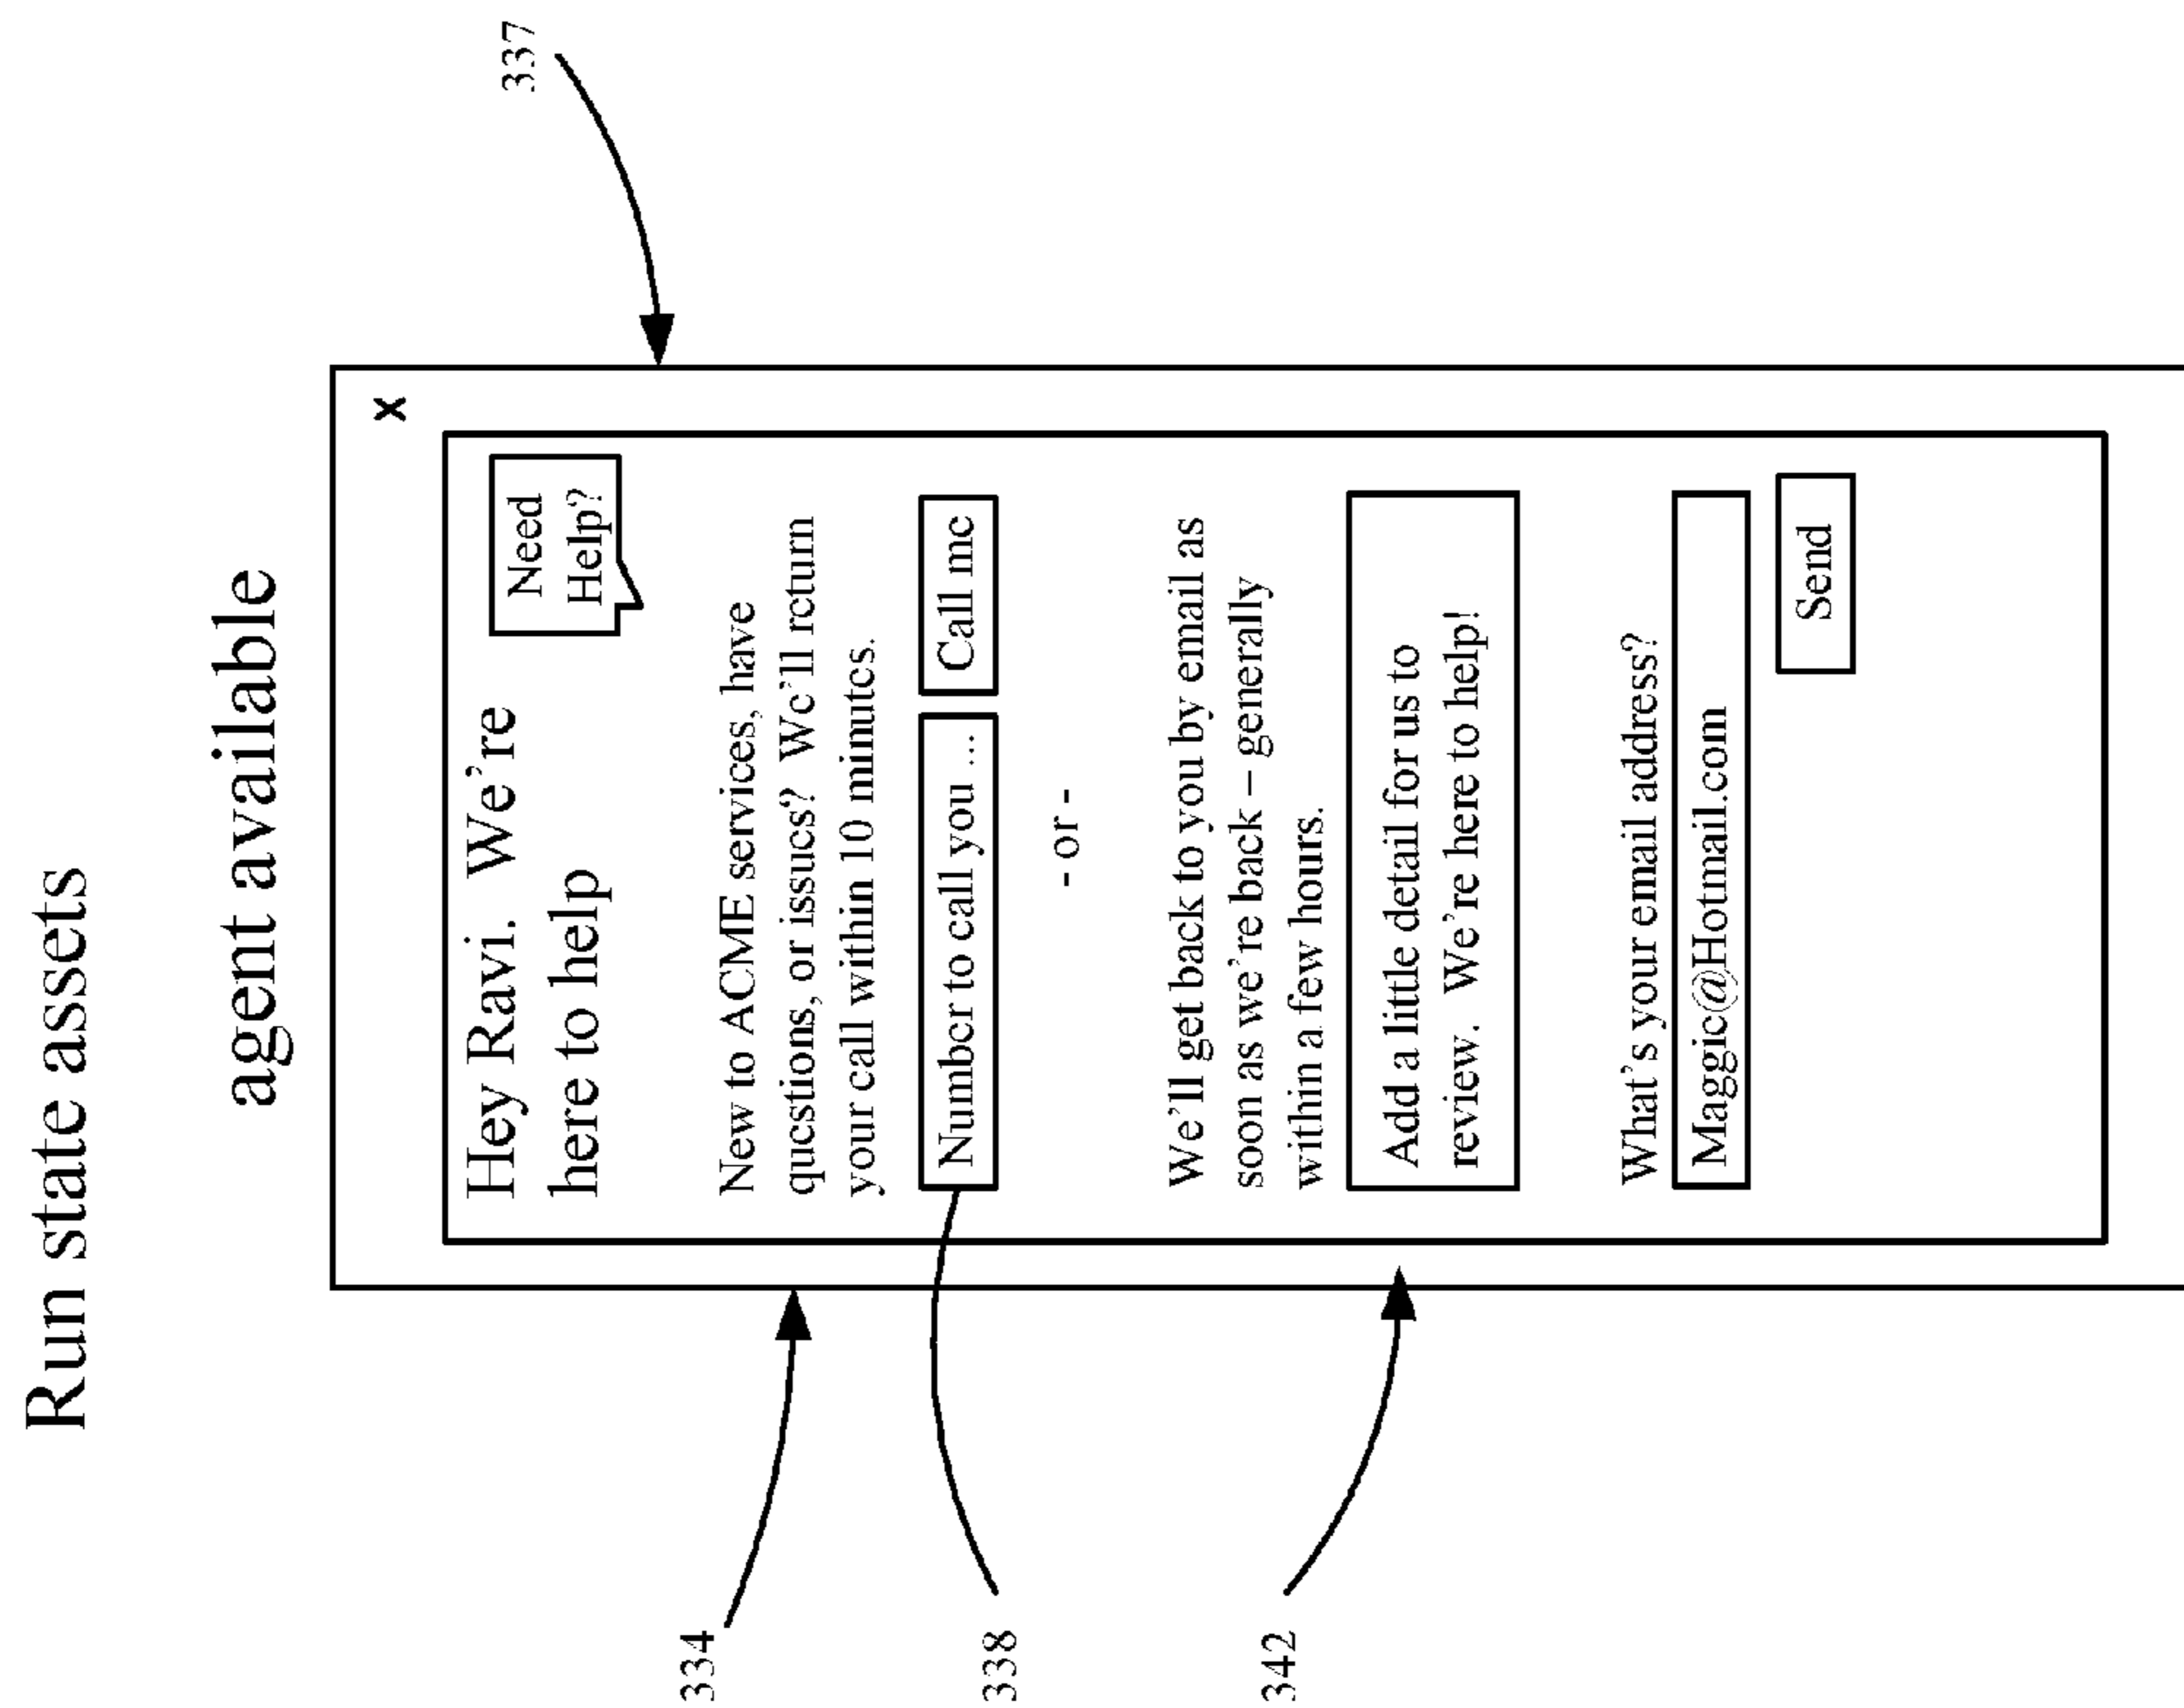 Run state assets
agent available
337
x
Hey Ravi. We're
here to help
Need
Help?
New to ACME services, have
questions, or issues? We'll return
your call within 10 minutes.
334
Number to call you ...
Call me
338
- or -
We'll get back to you by email as
soon as we're back – generally
within a few hours.
342
Add a little detail for us to
review. We're here to help!
What's your email address?
Maggie@Hotmail.com
Send